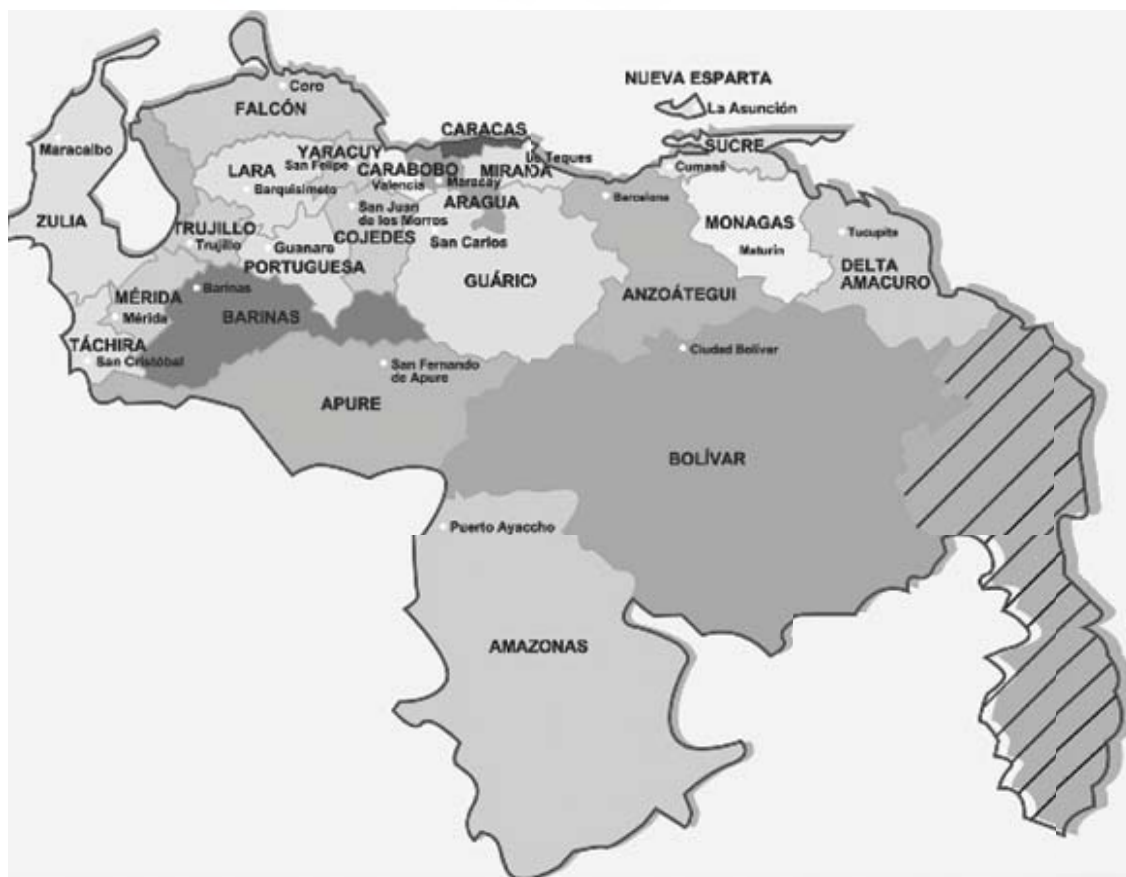 NUEVA ESPARTA
La Asunción
Coro
FALCÓN
CARACAS
Los Teques
SUCRE
Cumaná
Maracaibo
YARACUY
San Felipe
CARABOBO
Valencia
MIRANDA
Maracay
LARA
Barquisimeto
ARAGUA
Barcelona
ZULIA
San Juan
de los Morros
MONAGAS
Maturín
Tucupita
TRUJILLO
Trujillo
Guanaro
COJEDES
San Carlos
PORTUGUESA
GUÁRICO
DELTA
AMACURO
MÉRIDA
Mérida
Barinas
BARINAS
ANZOÁTEGUI
TÁCHIRA
San Cristóbal
Ciudad Bolívar
San Fernando
de Apure
APURE
BOLÍVAR
Puerto Ayaccho
AMAZONAS